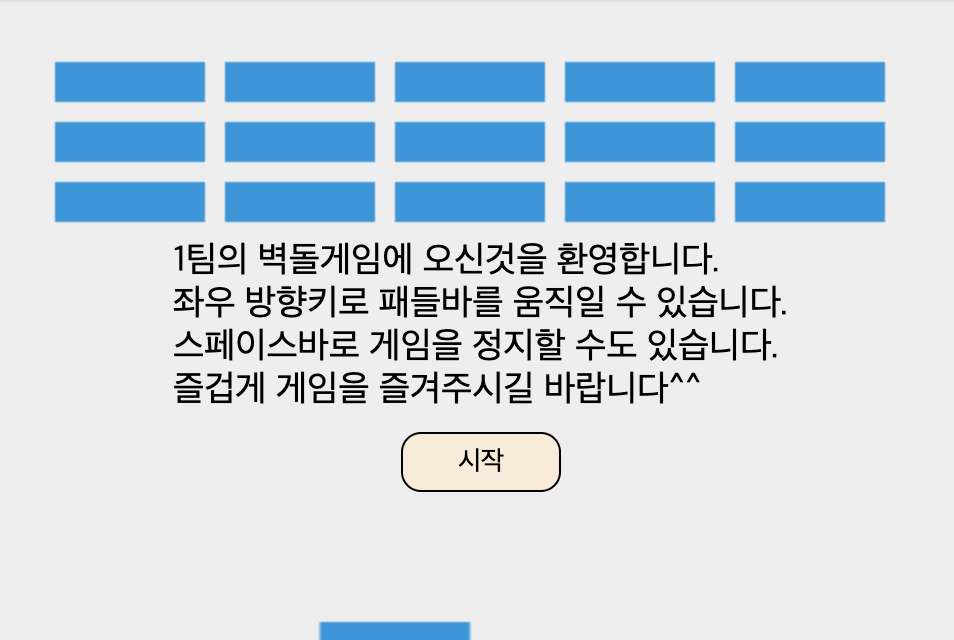 1팀의 벽돌게임에 오신것을 환영합니다.
좌우 방향키로 패들바를 움직일 수 있습니다.
스페이스바로 게임을 정지할 수도 있습니다.
즐겁게 게임을 즐겨주시길 바랍니다^^
시작